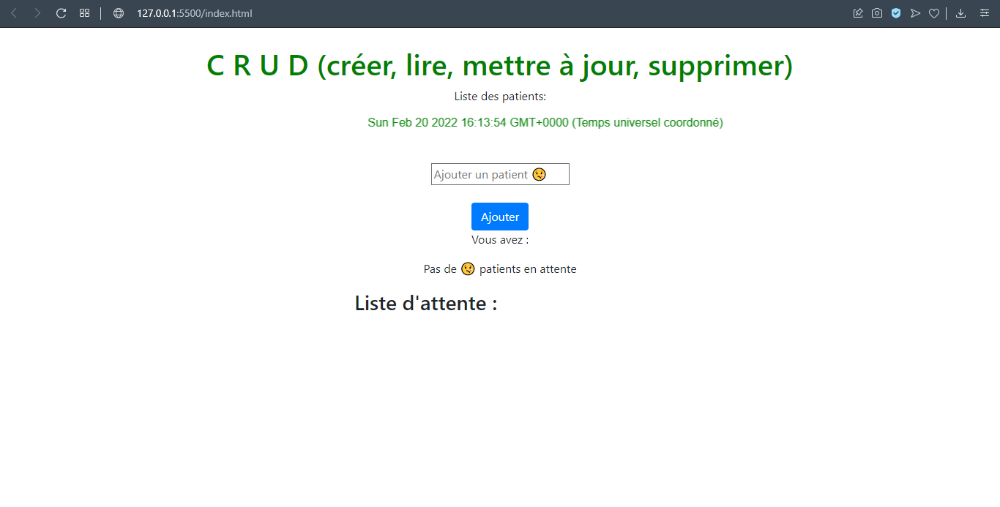 127.0.0.1:5500/index.html
C R U D (créer, lire, mettre à jour, supprimer)
Liste des patients:
Sun Feb 20 2022 16:13:54 GMT+0000 (Temps universel coordonné)
Ajouter un patient 🤨
Ajouter
Vous avez :
Pas de 🤨 patients en attente
Liste d'attente :